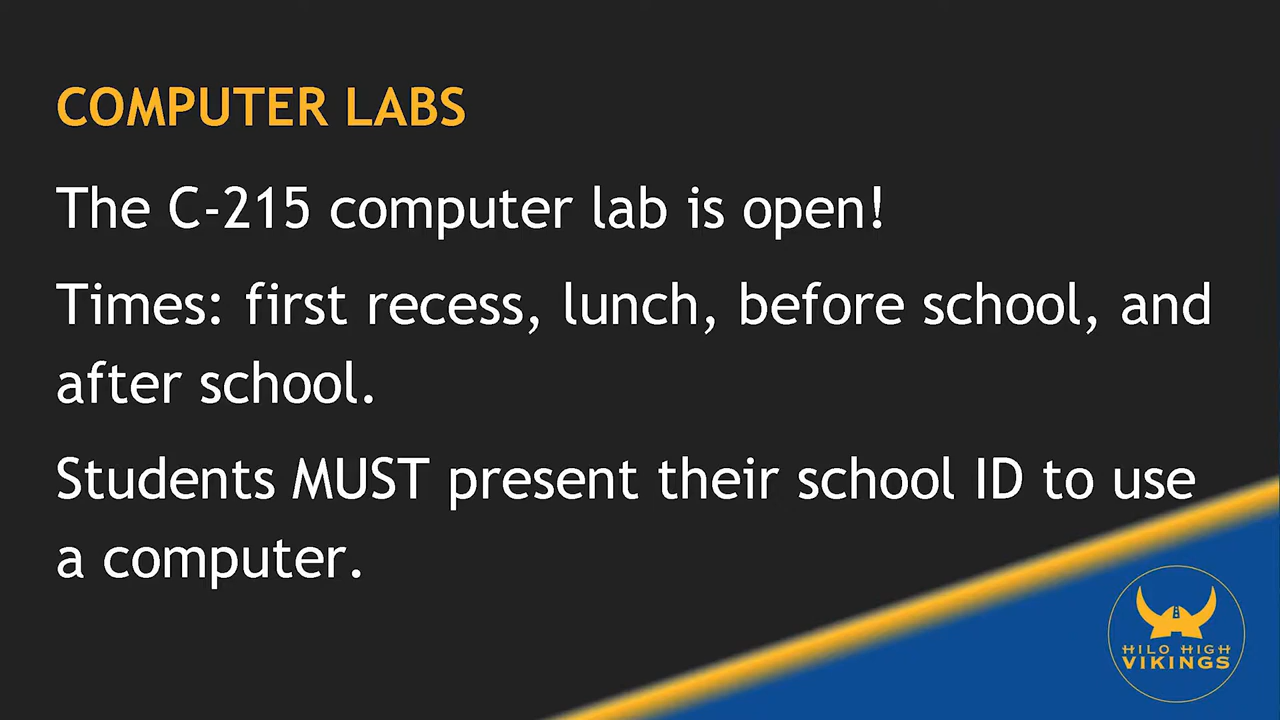 COMPUTER LABS
The C-215 computer lab is open!
Times: first recess, lunch, before school, and
after school.
Students MUST present their school ID to use
a computer.
HILO HIGH
VIKINGS